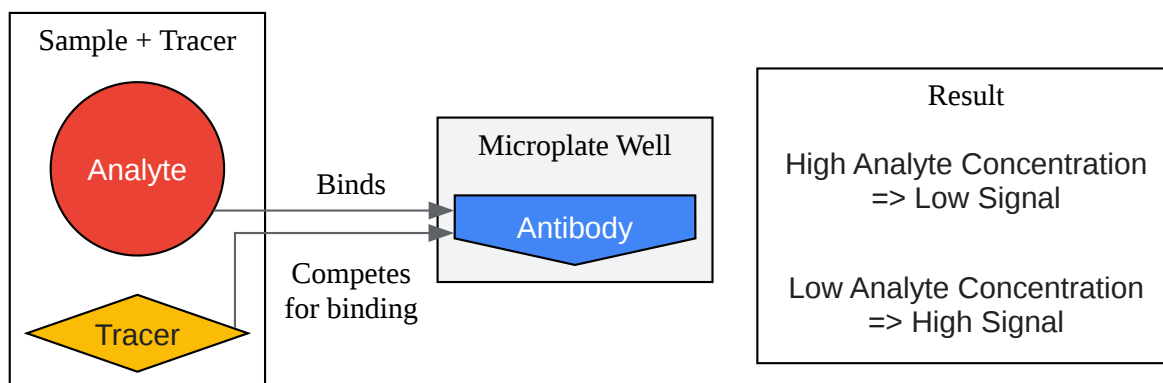 Sample + Tracer
Analyte
Tracer
Binds
Competes
for binding
Microplate Well
Antibody
Result
High Analyte Concentration
=> Low Signal
Low Analyte Concentration
=> High Signal